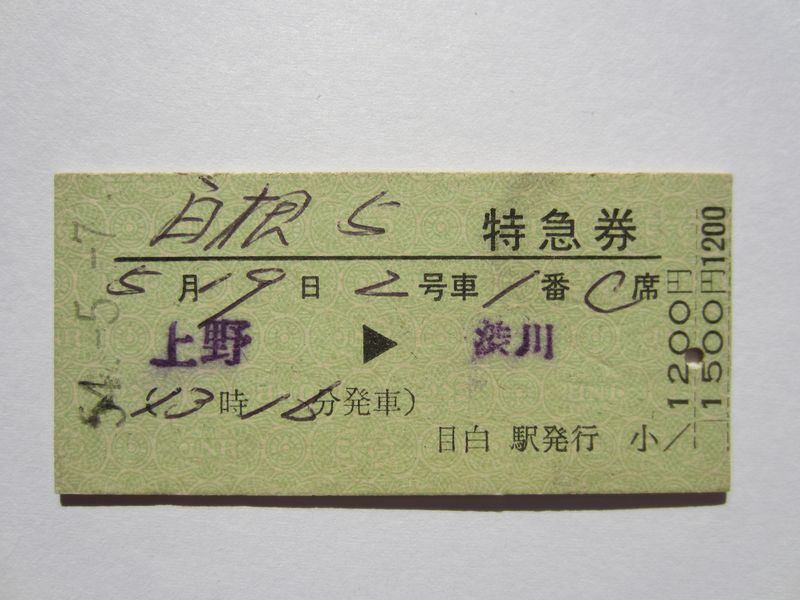 白根 5 特急券
5月19日 2号車1番C席
上野 ▶ 渋川
13時16分発車)
目白 駅発行 小/
54.-5.-7
1200円
1500円
1200